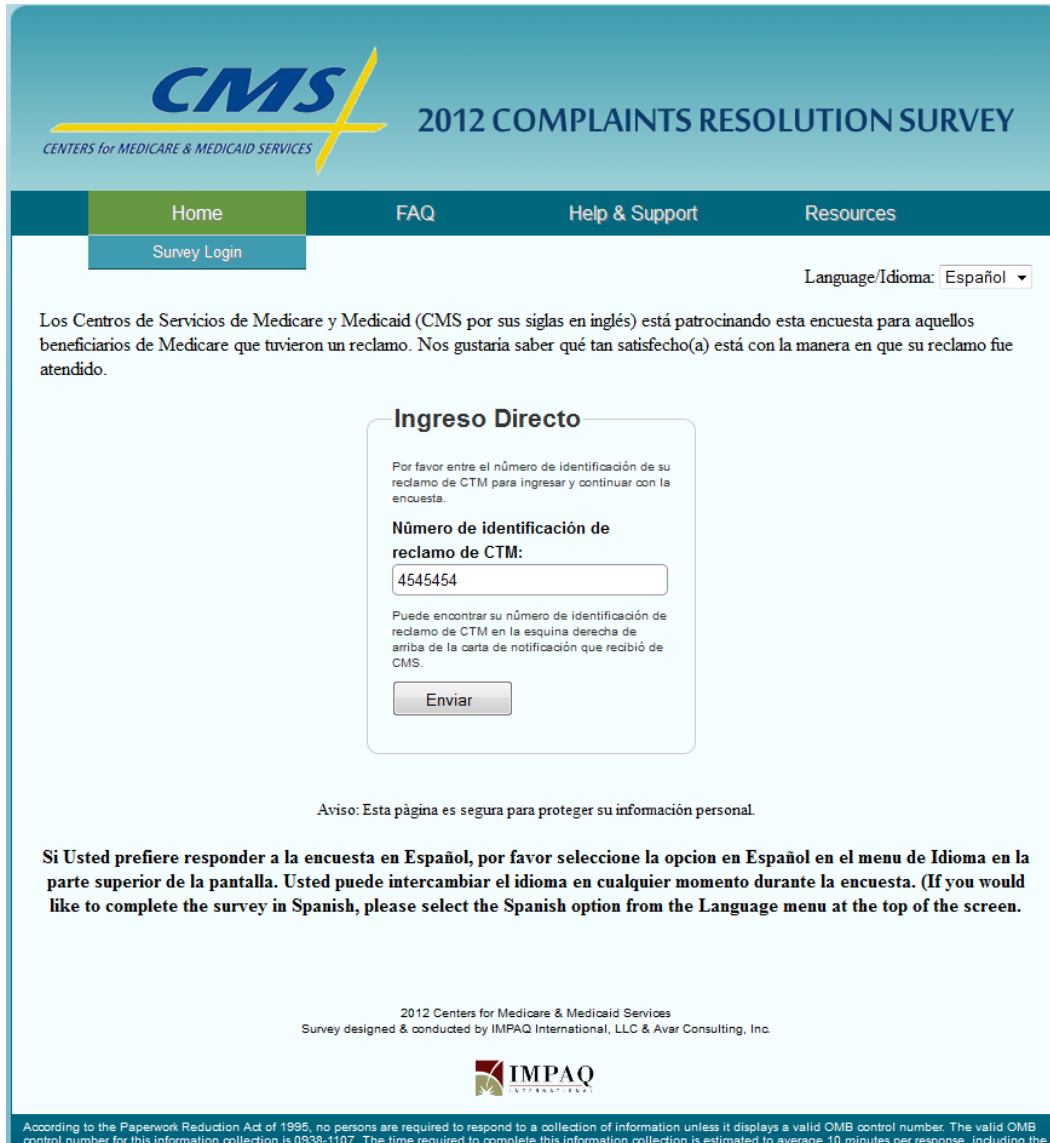 CMS
CENTERS for MEDICARE & MEDICAID SERVICES
2012 COMPLAINTS RESOLUTION SURVEY
Home FAQ Help & Support Resources
Survey Login
Language/Idioma: Español
Los Centros de Servicios de Medicare y Medicaid (CMS por sus siglas en inglés) está patrocinando esta encuesta para aquellos
beneficiarios de Medicare que tuvieron un reclamo. Nos gustaria saber qué tan satisfecho(a) está con la manera en que su reclamo fue
atendido.
Ingreso Directo
Por favor entre el nûmero de identificación de su
reclamo de CTM para ingresar y continuar con la
encuesta.
Nûmero de identificación de
reclamo de CTM:
4545454
Puede encontrar su nûmero de identificación de
reclamo de CTM en la esquina derecha de
arriba de la carta de notificación que recibió de
CMS.
Enviar
Aviso: Esta pàgina es segura para proteger su información personal.
Si Usted prefiere responder a la encuesta en Español, por favor seleccione la opcion en Español en el menu de Idioma en la
parte superior de la pantalla. Usted puede intercambiar el idioma en cualquier momento durante la encuesta. (If you would
like to complete the survey in Spanish, please select the Spanish option from the Language menu at the top of the screen.
2012 Centers for Medicare & Medicaid Services
Survey designed & conducted by IMPAQ International, LLC & Avar Consulting, Inc.
IMPAQ
INTERNATIONAL
According to the Paperwork Reduction Act of 1995, no persons are required to respond to a collection of information unless it displays a valid OMB control number. The valid OMB
control number for this information collection is 0938-1107. The time required to complete this information collection is estimated to average 10 minutes per response, including the